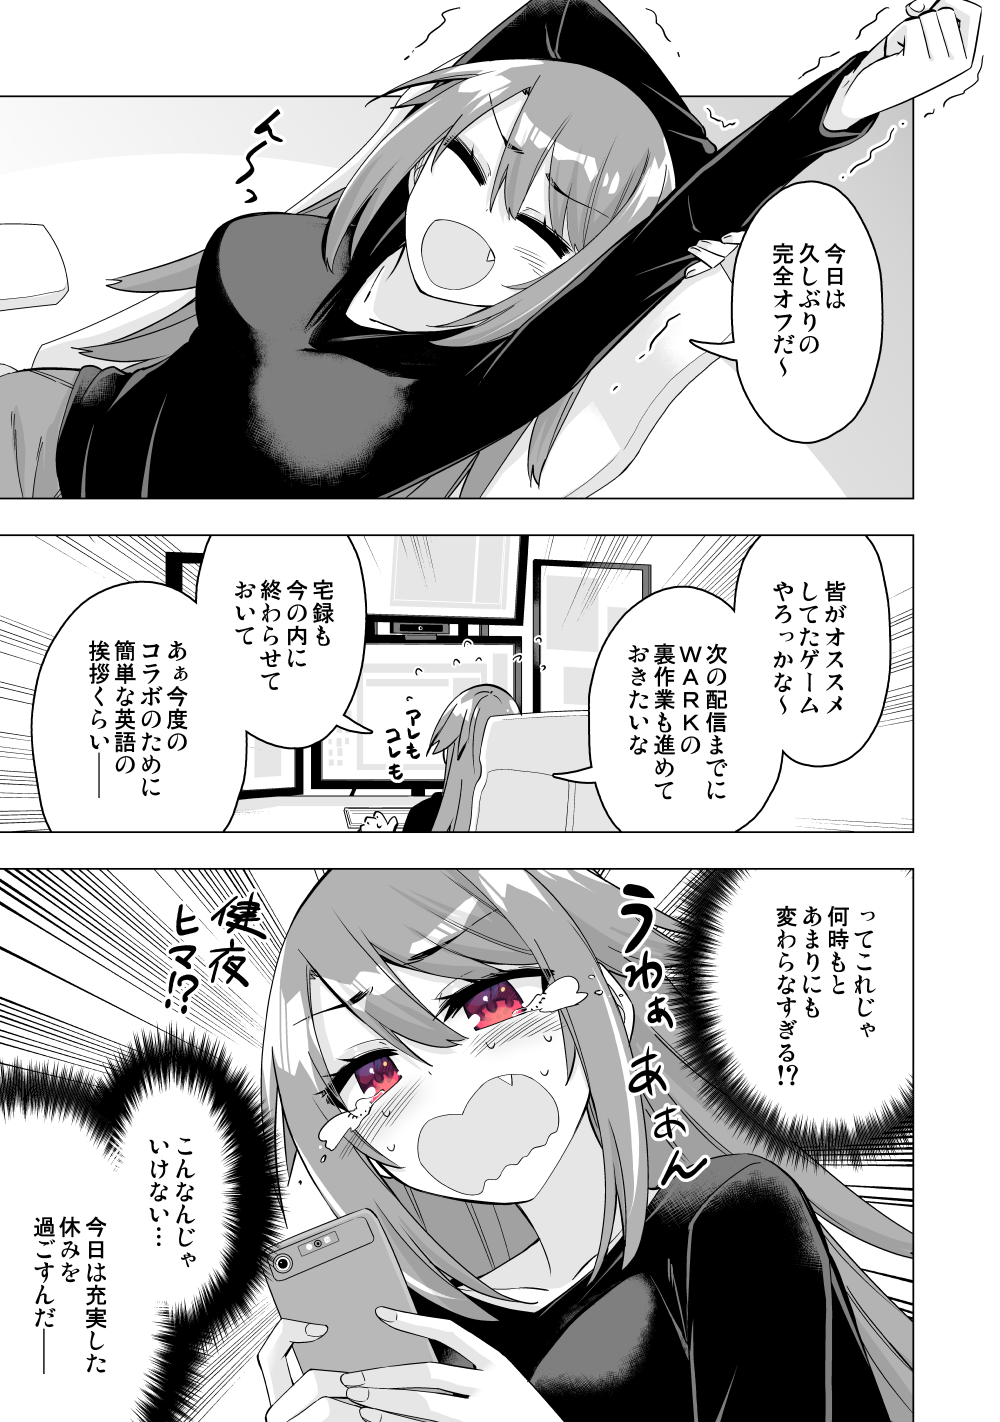 ん～っ
今日は
久しぶりの
完全オフだ～
皆がオススメ
してたゲーム
やろっかな～
次の配信までに
ＷＡＲＫの
裏作業も進めて
おきたいな
アレも
コレも
宅録も
今の内に
終わらせて
おいて
あぁ今度の
コラボのために
簡単な英語の
挨拶くらい――
ってこれじゃ
何時もと
あまりにも
変わらなすぎる!?
うわぁ
あぁぁん
健夜
ヒマ!?
こんなんじゃ
いけない…
今日は充実した
休みを
過ごすんだ――